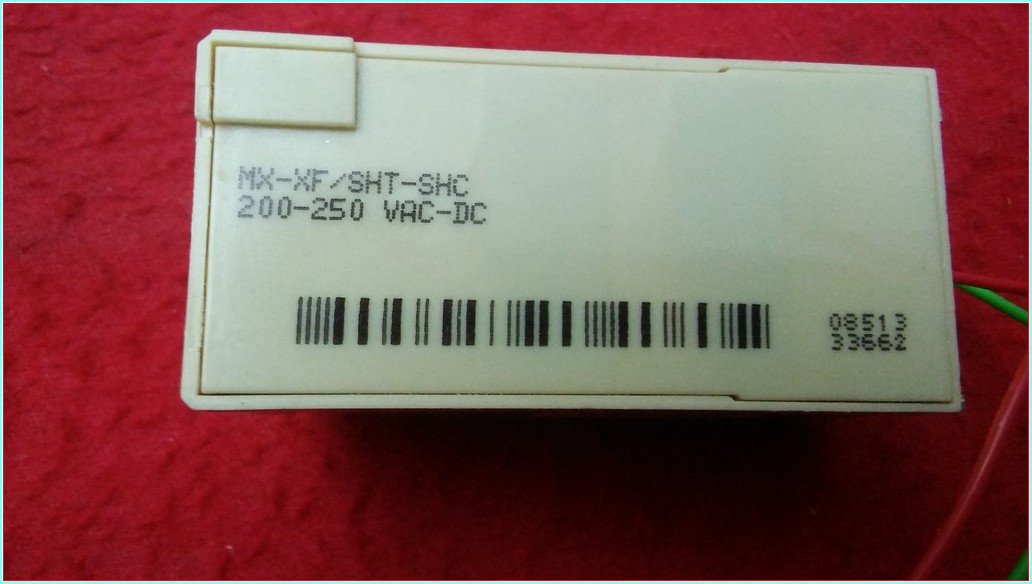 MX-XF/SHT-SHC
200-250 VAC-DC
08513
33662